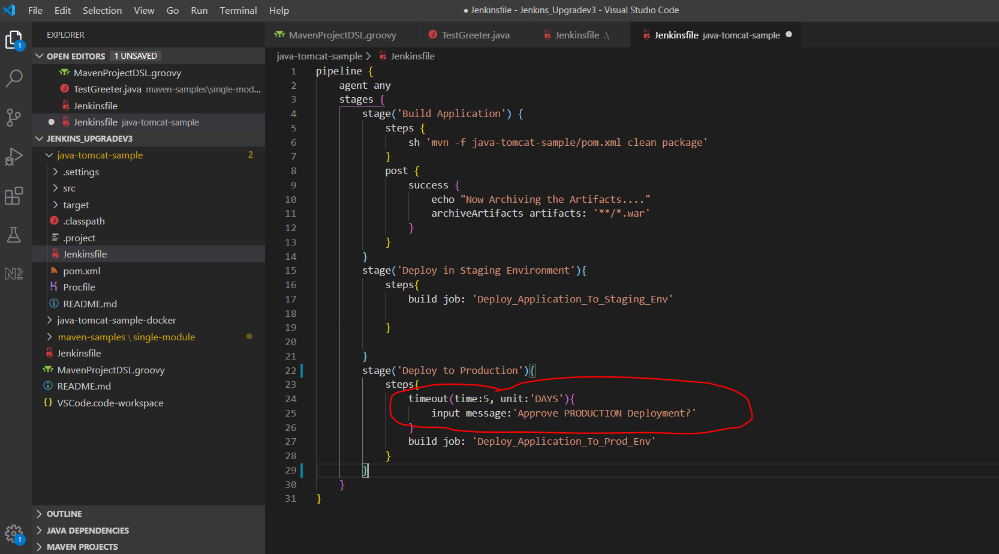 File Edit Selection View Go Run Terminal Help
● Jenkinsfile - Jenkins_Upgradev3 - Visual Studio Code
1
EXPLORER
OPEN EDITORS 1 UNSAVED
MavenProjectDSL.groovy
TestGreeter.java maven-samples\single-mod...
Jenkinsfile
Jenkinsfile java-tomcat-sample
JENKINS_UPGRADEV3
java-tomcat-sample 2
.settings
src
target
.classpath
.project
Jenkinsfile
pom.xml
Procfile
README.md
java-tomcat-sample-docker
maven-samples \ single-module
Jenkinsfile
MavenProjectDSL.groovy
README.md
VSCode.code-workspace
OUTLINE
JAVA DEPENDENCIES
MAVEN PROJECTS
1
MavenProjectDSL.groovy TestGreeter.java Jenkinsfile .\ Jenkinsfile java-tomcat-sample
java-tomcat-sample > Jenkinsfile
1 pipeline {
2     agent any
3     stages {
4         stage('Build Application') {
5             steps {
6                 sh 'mvn -f java-tomcat-sample/pom.xml clean package'
7             }
8             post {
9                 success {
10                     echo "Now Archiving the Artifacts...."
11                     archiveArtifacts artifacts: '**/*.war'
12                 }
13             }
14         }
15         stage('Deploy in Staging Environment'){
16             steps{
17                 build job: 'Deploy_Application_To_Staging_Env'
18
19             }
20
21         }
22         stage('Deploy to Production'){
23             steps{
24                 timeout(time:5, unit:'DAYS'){
25                     input message:'Approve PRODUCTION Deployment?'
26                 }
27                 build job: 'Deploy_Application_To_Prod_Env'
28             }
29         }
30     }
31 }